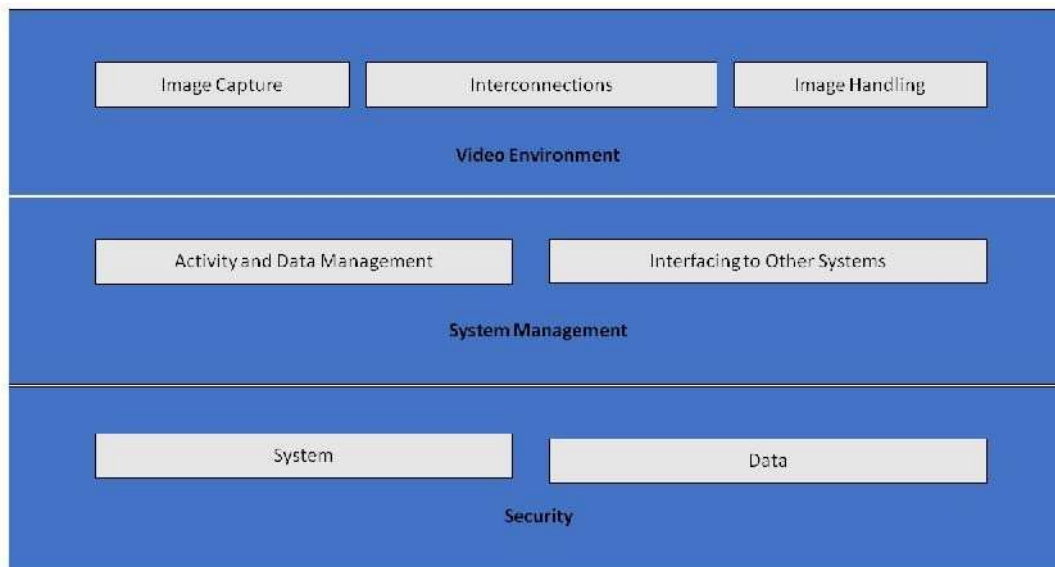 Image Capture
Interconnections
Image Handling
Video Environment
Activity and Data Management
Interfacing to Other Systems
System Management
System
Data
Security